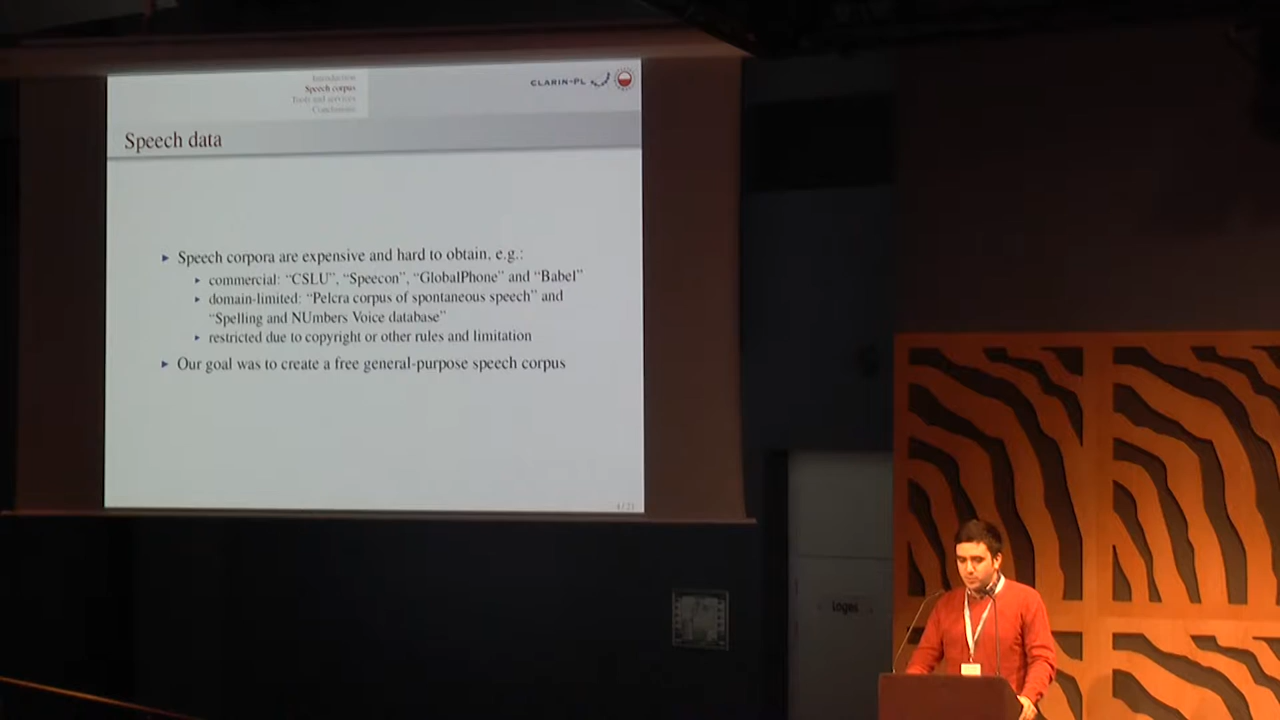 Introduction
Speech corpus
Tools and services
Conclusions
CLARIN-PL
Speech data
Speech corpora are expensive and hard to obtain, e.g.:
commercial: “CSLU”, “Speecon”, “GlobalPhone” and “Babel”
domain-limited: “Pelcra corpus of spontaneous speech” and
“Spelling and NUmbers Voice database”
restricted due to copyright or other rules and limitation
Our goal was to create a free general-purpose speech corpus
4 / 21
Loges